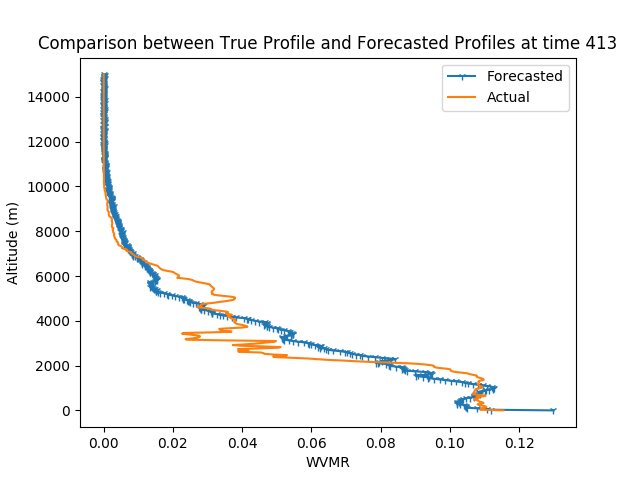 Comparison between True Profile and Forecasted Profiles at time 413
Forecasted
Actual
14000
12000
10000
8000
6000
4000
2000
0
Altitude (m)
0.00 0.02 0.04 0.06 0.08 0.10 0.12
WVMR